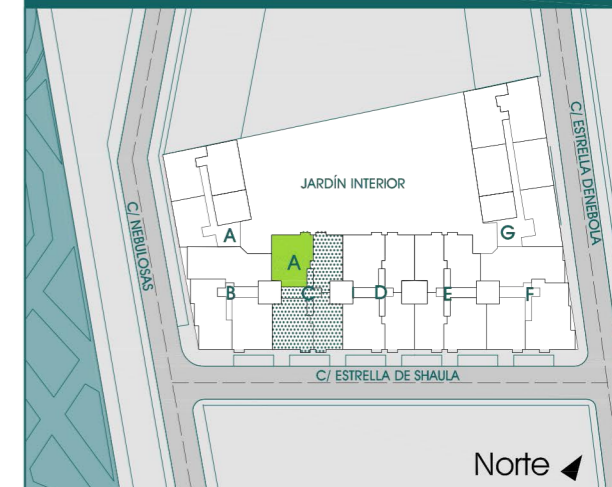 C/ ESTRELLA DENEBOLA
JARDÍN INTERIOR
C/ NEBULOSAS
A
G
A
B
C
D
E
F
C/ ESTRELLA DE SHAULA
Norte